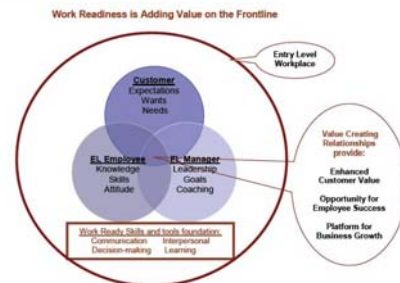 Work Readiness is Adding Value on the Frontline
Entry Level
Workplace
Customer
Expectations
Wants
Needs
EL Employee
Knowledge
Skills
Attitude
EL Manager
Leadership
Goals
Coaching
Value Creating
Relationships
provide:
Enhanced
Customer Value
Opportunity for
Employee Success
Platform for
Business Growth
Work Ready Skills and tools foundation:
Communication Interpersonal
Decision-making Learning